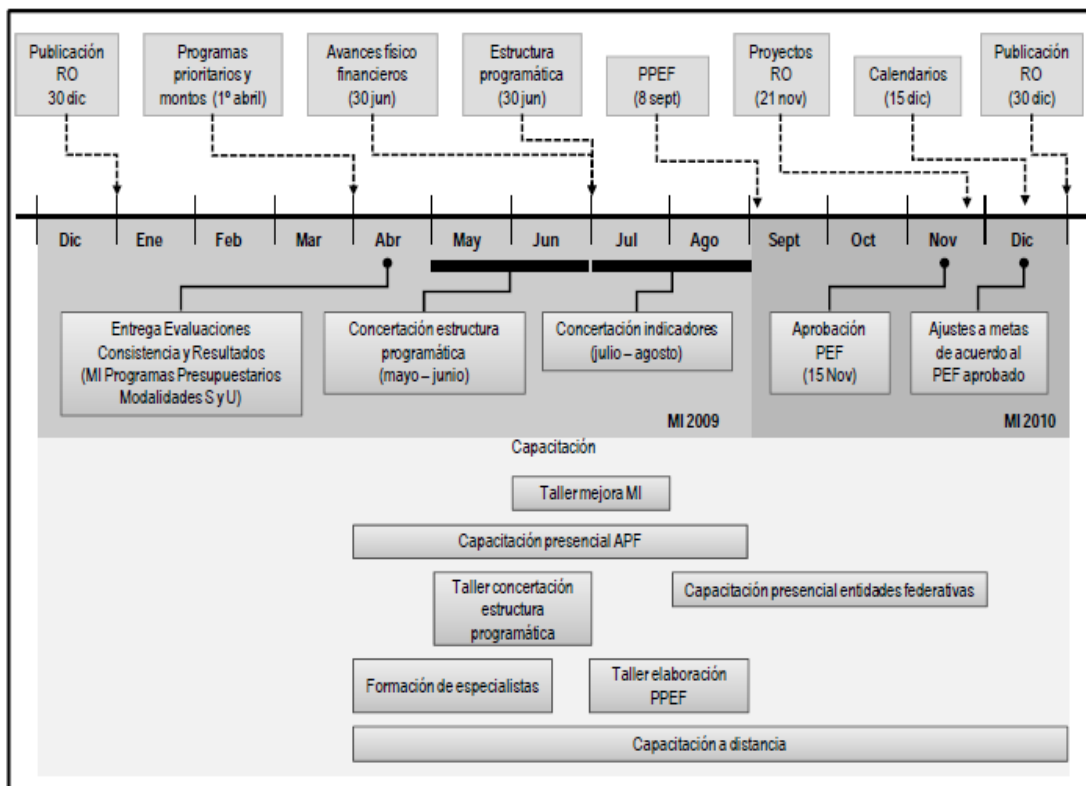 Publicación
RO
30 dic
Programas
prioritarios y
montos (1º abril)
Avances físico
financieros
(30 jun)
Estructura
programática
(30 jun)
PPEF
(8 sept)
Proyectos
RO
(21 nov)
Calendarios
(15 dic)
Publicación
RO
(30 dic)
Dic
Ene
Feb
Mar
Abr
May
Jun
Jul
Ago
Sept
Oct
Nov
Dic
Entrega Evaluaciones
Consistencia y Resultados
(MI Programas Presupuestarios
Modalidades S y U)
Concertación estructura
programática
(mayo – junio)
Concertación indicadores
(julio – agosto)
Aprobación
PEF
(15 Nov)
Ajustes a metas
de acuerdo al
PEF aprobado
MI 2009
MI 2010
Capacitación
Taller mejora MI
Capacitación presencial APF
Taller concertación
estructura
programática
Capacitación presencial entidades federativas
Formación de especialistas
Taller elaboración
PPEF
Capacitación a distancia